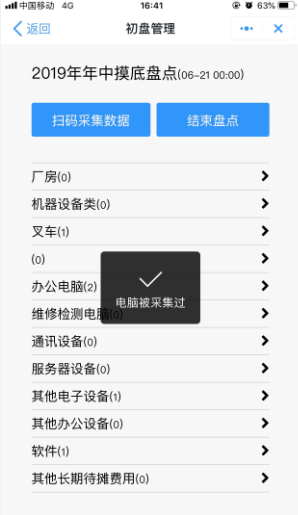 中国移动 4G 16:41 63%
返回 初盘管理
2019年年中摸底盘点(06-21 00:00)
扫码采集数据 结束盘点
厂房(0)
机器设备类(0)
叉车(1)
(0)
办公电脑(2)
电脑被采集过
维修检测电脑(0)
通讯设备(0)
服务器设备(0)
其他电子设备(1)
其他办公设备(0)
软件(1)
其他长期待摊费用(0)